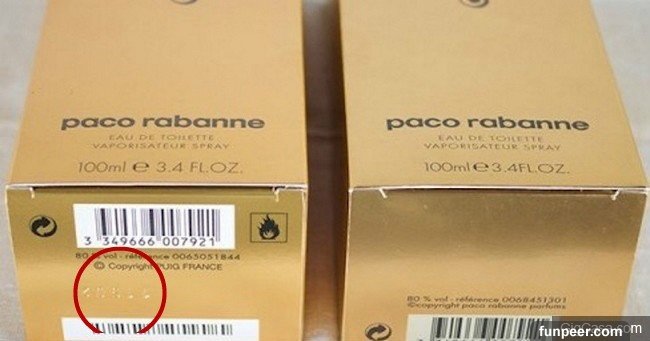 paco rabanne
EAU DE TOILETTE
VAPORISATEUR SPRAY
100ml e 3.4 FL.OZ.
3 349666 007921
80 % vol - référence 0065051844
© Copyright PUIG FRANCE
paco rabanne
EAU DE TOILETTE
VAPORISATEUR SPRAY
100ml e 3.4FL.OZ.
80 % vol - référence 0068451301
©copyright paco rabanne parfums
funpeer.com